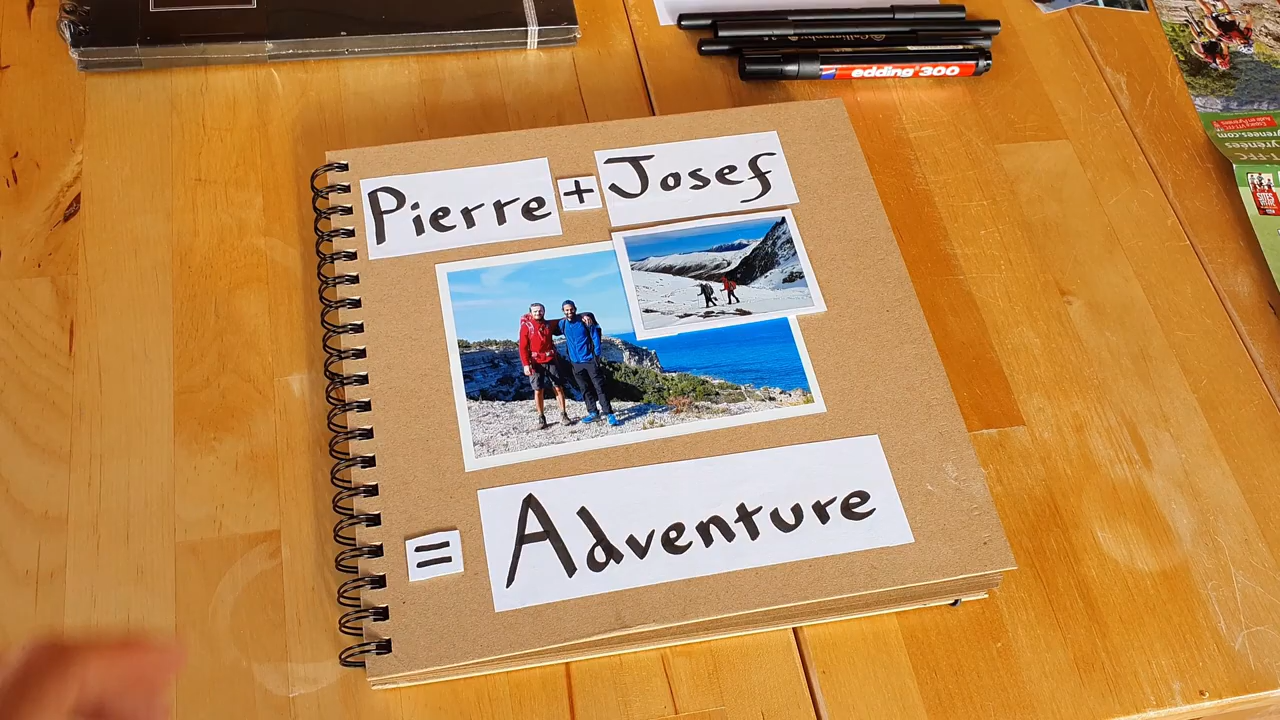 edding 300
Pierre + Josef
= Adventure